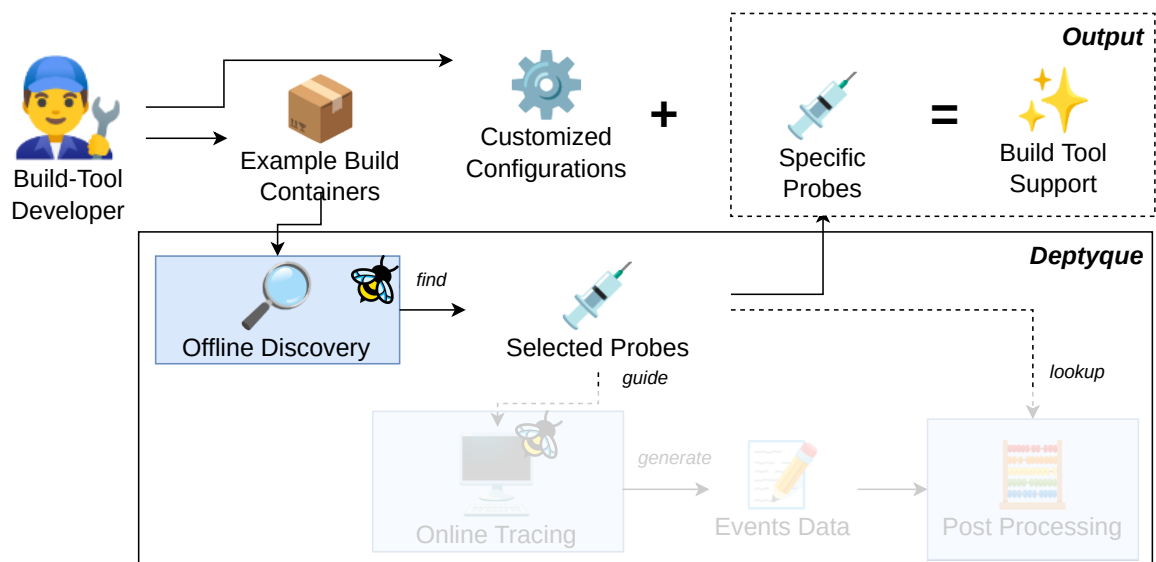 Output
Build-Tool
Developer
Example Build
Containers
Customized
Configurations
+
Specific
Probes
=
Build Tool
Support
Deptyque
Offline Discovery
find
Selected Probes
guide
lookup
Online Tracing
generate
Events Data
Post Processing